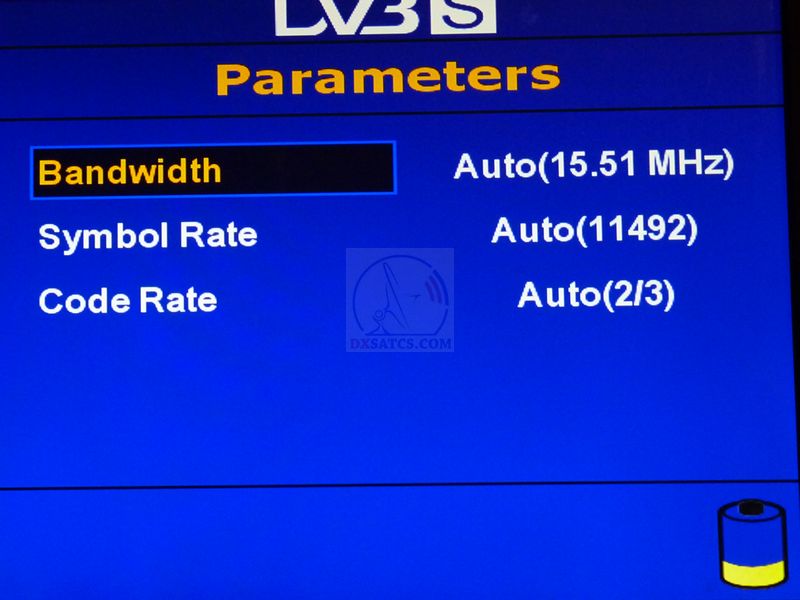 DVB S
Parameters
Bandwidth Auto(15.51 MHz)
Symbol Rate Auto(11492)
Code Rate Auto(2/3)
DXSATCS.COM